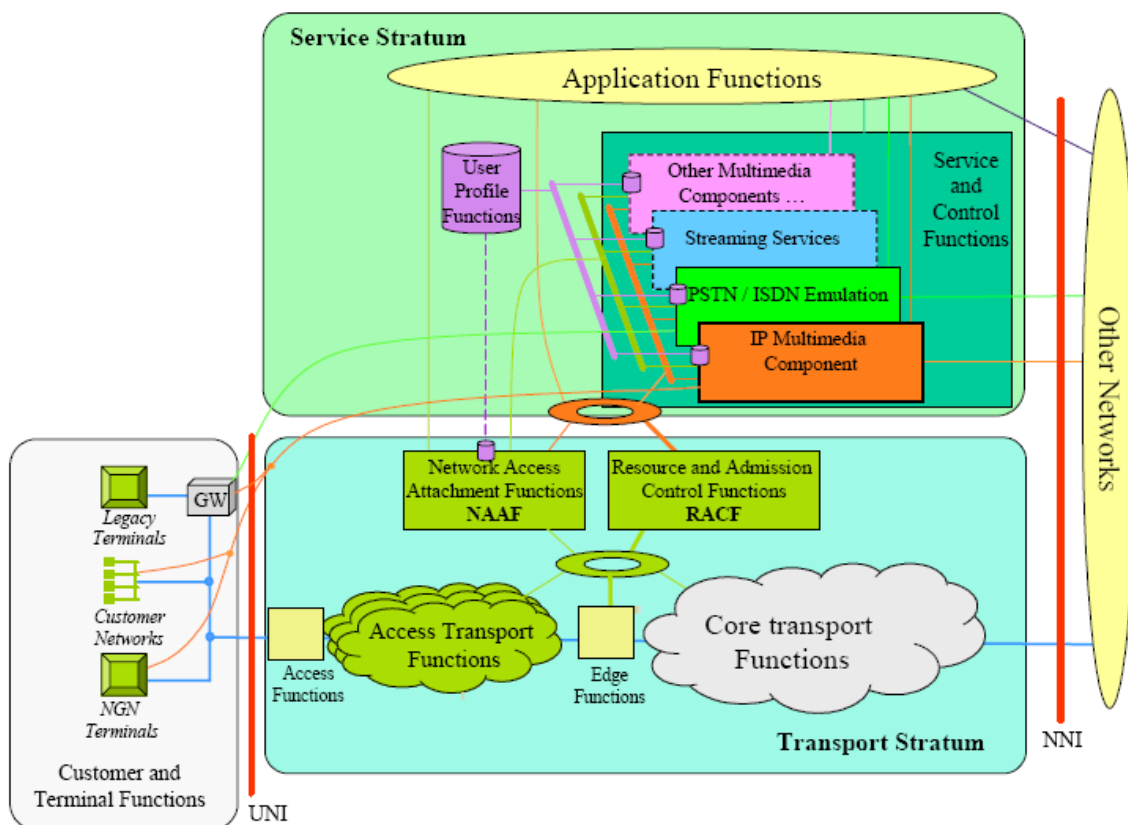 Service Stratum
Application Functions
User
Profile
Functions
Other Multimedia
Components ...
Streaming Services
PSTN / ISDN Emulation
IP Multimedia
Component
Service
and
Control
Functions
Other Networks
Network Access
Attachment Functions
NAAF
Resource and Admission
Control Functions
RACF
GW
Legacy
Terminals
Customer
Networks
NGN
Terminals
Customer and
Terminal Functions
UNI
Access
Functions
Access Transport
Functions
Edge
Functions
Core transport
Functions
Transport Stratum
NNI